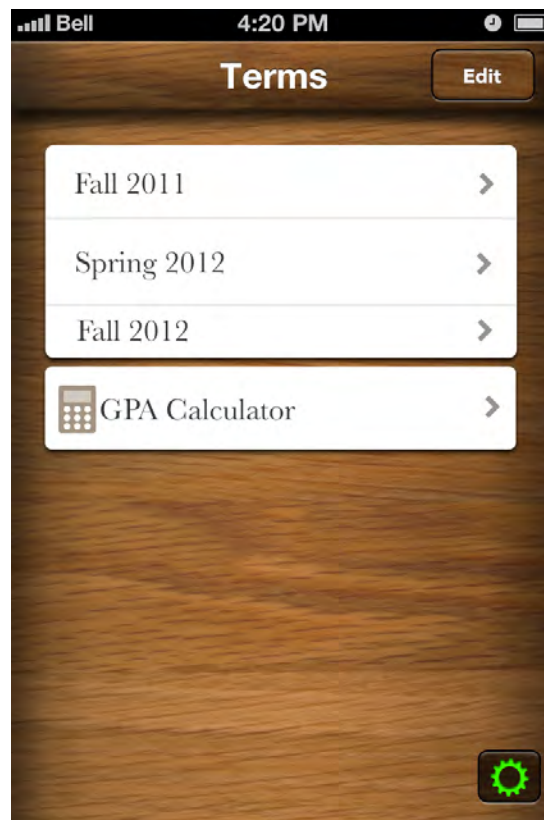 Bell 4:20 PM
Terms Edit
Fall 2011
Spring 2012
Fall 2012
GPA Calculator